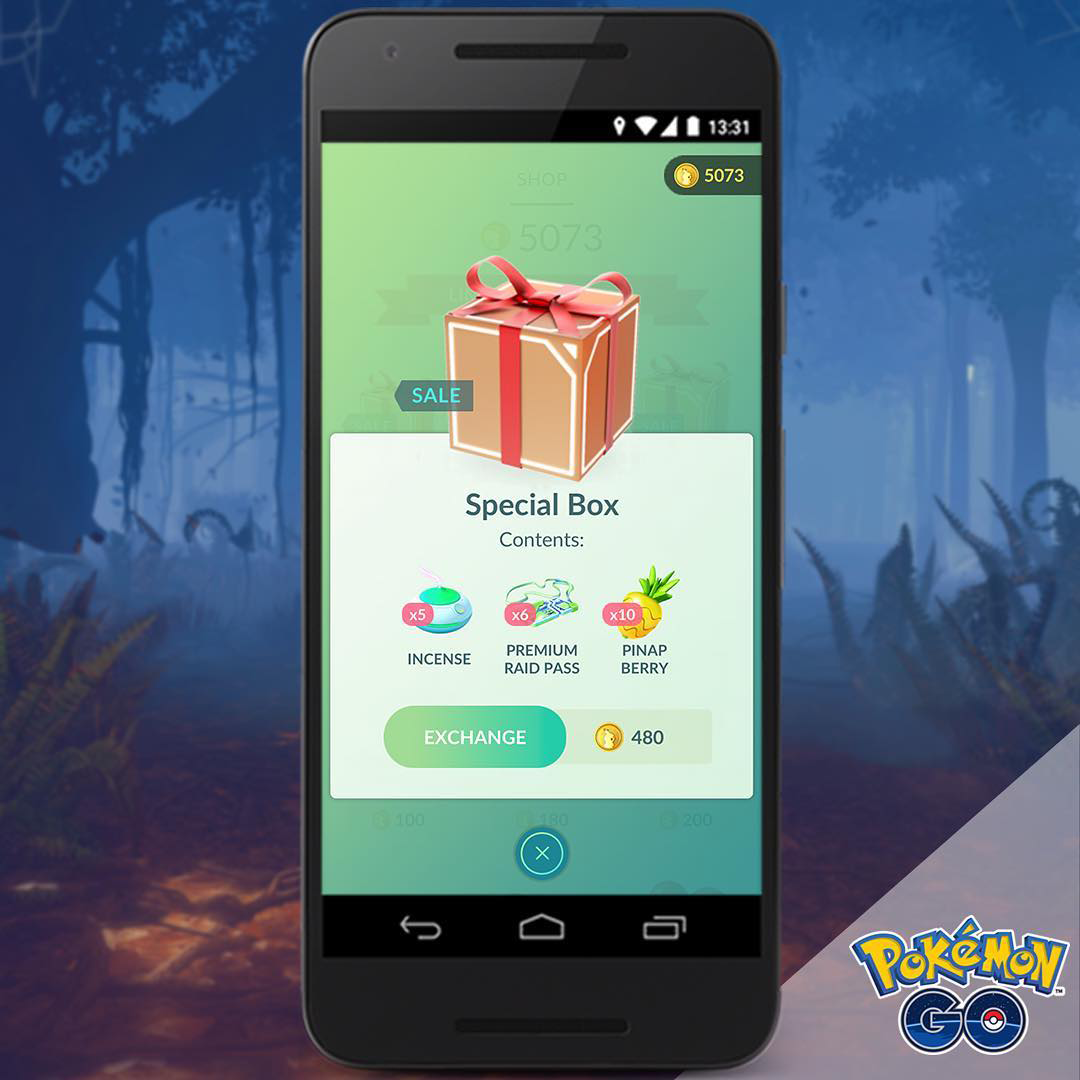 13:31
5073
SHOP
5073
SALE
Special Box
Contents:
x5
x6
x10
INCENSE
PREMIUM
RAID PASS
PINAP
BERRY
EXCHANGE
480
100
180
200
POKéMON
GO